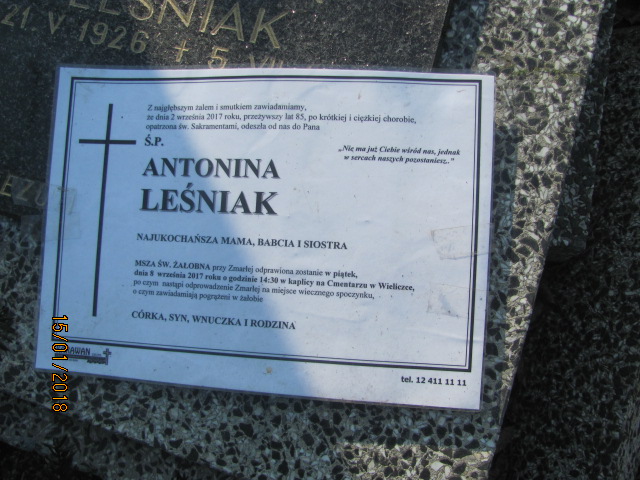 LEŚNIAK
21. V 1926 + 5. VII
Z najgłębszym żalem i smutkiem zawiadamiamy,
że dnia 2 września 2017 roku, przeżywszy lat 85, po krótkiej i ciężkiej chorobie,
opatrzona św. Sakramentami, odeszła od nas do Pana
Ś.P.
„Nie ma już Ciebie wśród nas, jednak
w sercach naszych pozostaniesz.."
ANTONINA
LEŚNIAK
NAJUKOCHAŃSZA MAMA, BABCIA I SIOSTRA
MSZA ŚW. ŻAŁOBNA przy Zmarłej odprawiona zostanie w piątek,
dnia 8 września 2017 roku o godzinie 14:30 w kaplicy na Cmentarzu w Wieliczce,
po czym nastąpi odprowadzenie Zmarłej na miejsce wiecznego spoczynku,
o czym zawiadamiają pogrążeni w żałobie
CÓRKA, SYN, WNUCZKA I RODZINA
tel. 12 411 11 11
15/01/2018